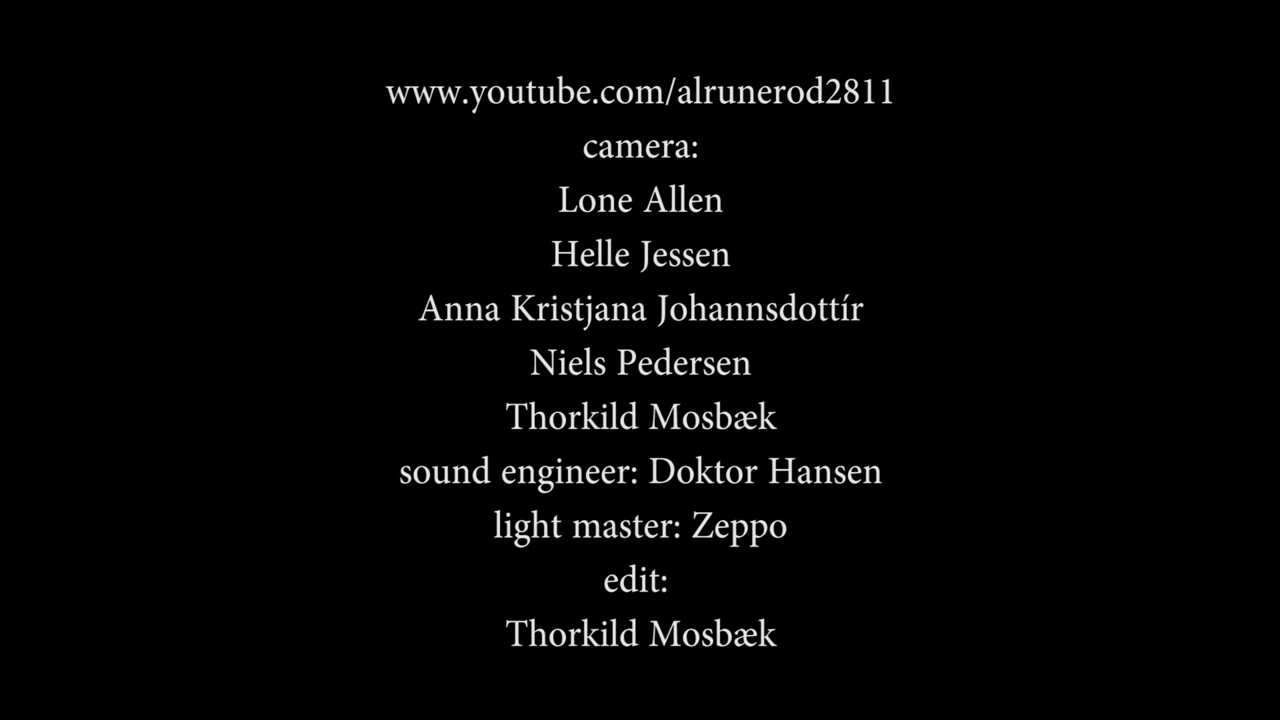 www.youtube.com/alrunerod2811
camera:
Lone Allen
Helle Jessen
Anna Kristjana Johannsdottír
Niels Pedersen
Thorkild Mosbæk
sound engineer: Doktor Hansen
light master: Zeppo
edit:
Thorkild Mosbæk